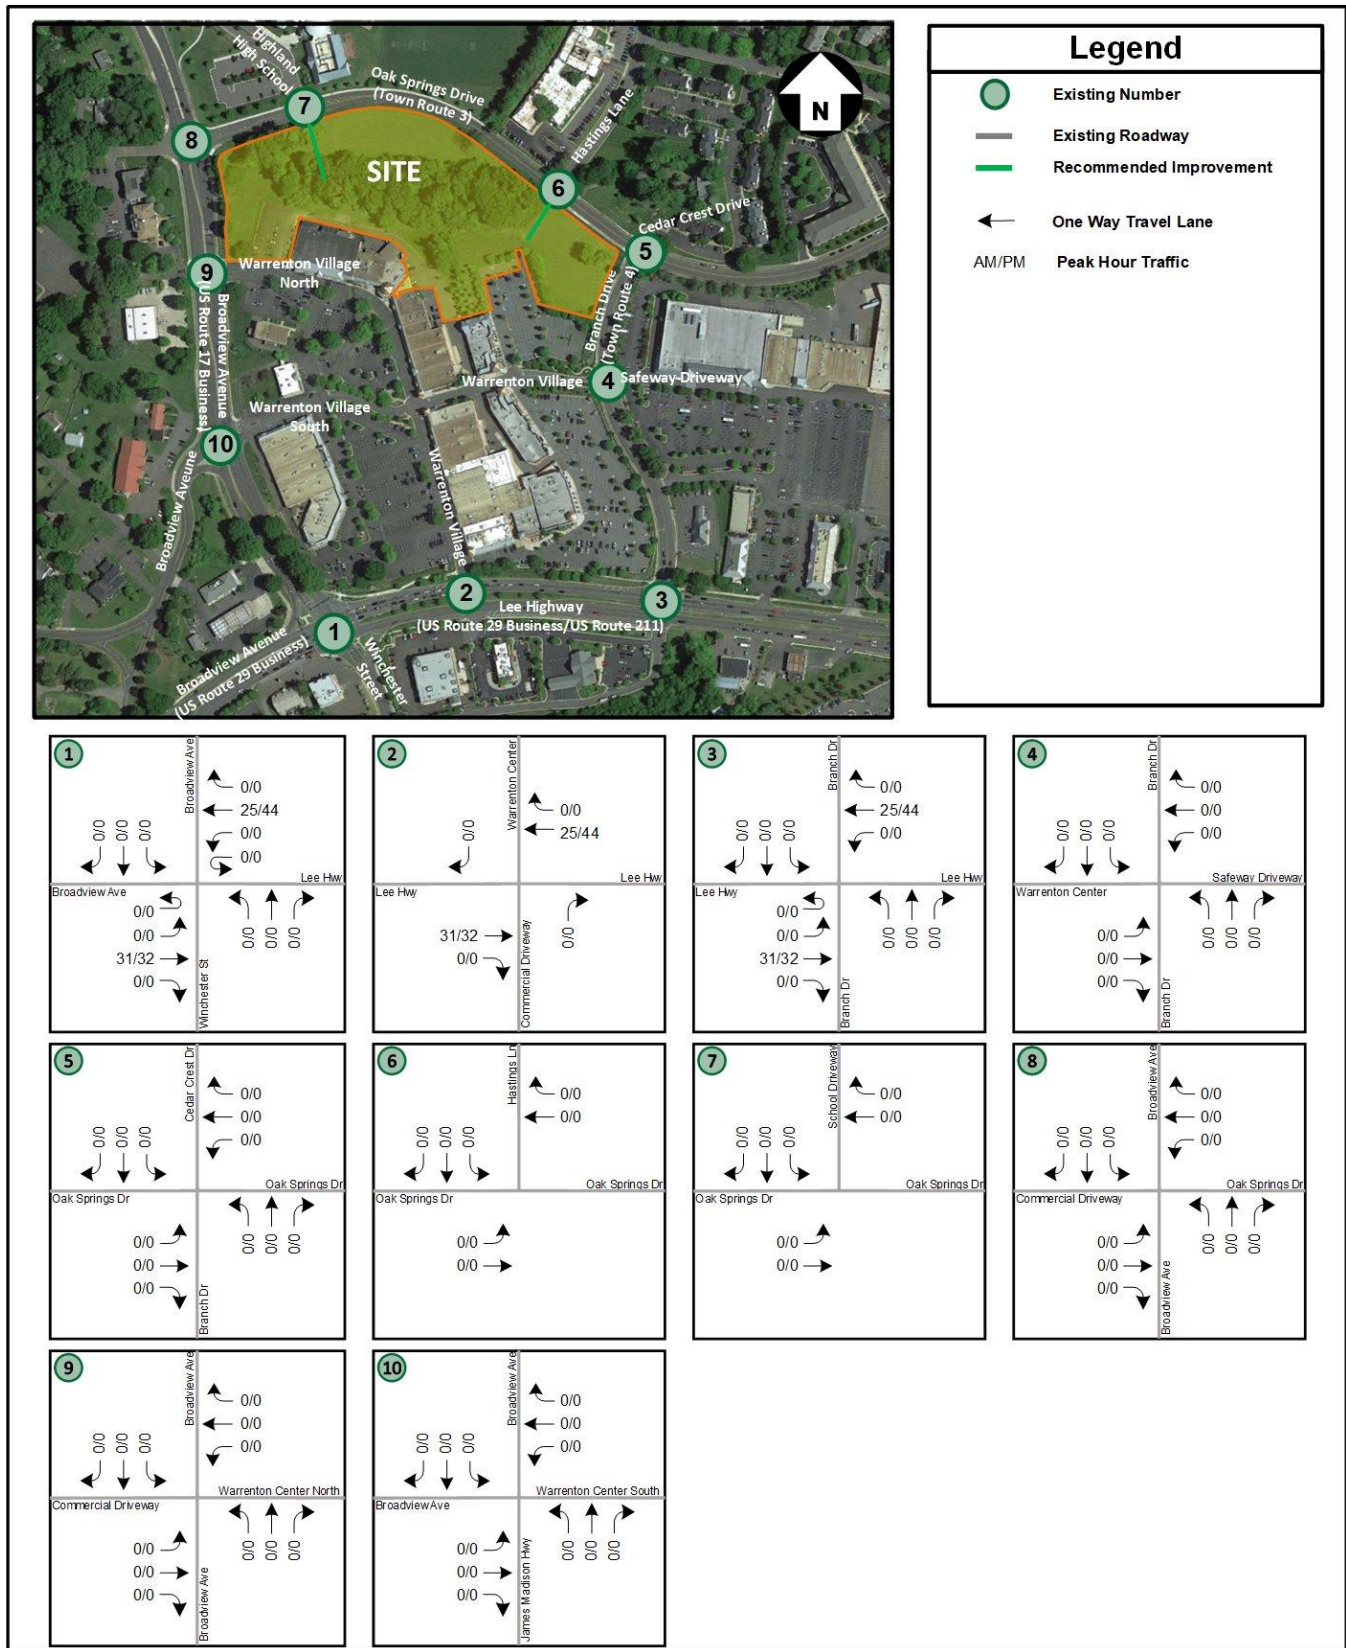 Legend
Existing Number
Existing Roadway
Recommended Improvement
One Way Travel Lane
AM/PM Peak Hour Traffic
N
Highland
High School
Oak Springs Drive
(Town Route 3)
Hastings Lane
7
8
SITE
6
Cedar Crest Drive
5
9
Warrenton Village
North
Branch Drive
(Town Route 4)
Broadview Avenue
(US Route 17 Business)
Warrenton Village
4
Safeway Driveway
Warrenton Village
South
10
Broadview Aveune
Warrenton Village
2
3
Lee Highway
(US Route 29 Business/US Route 211)
1
Broadview Avenue
(US Route 29 Business)
Winchester
Street
1
Broadview Ave
0/0
25/44
0/0
0/0
0/0 0/0 0/0
Lee Hwy
Broadview Ave
0/0
0/0
31/32
0/0
0/0 0/0 0/0
Winchester St
2
Warrenton Center
0/0
25/44
0/0
Lee Hwy
Lee Hwy
31/32
0/0
0/0
Commercial Driveway
3
Branch Dr
0/0
25/44
0/0
0/0 0/0 0/0
Lee Hwy
Lee Hwy
0/0
0/0
31/32
0/0
0/0 0/0 0/0
Branch Dr
4
Branch Dr
0/0
0/0
0/0
0/0 0/0 0/0
Safeway Driveway
Warrenton Center
0/0
0/0
0/0
0/0 0/0 0/0
Branch Dr
5
Cedar Crest Dr
0/0
0/0
0/0
0/0 0/0 0/0
Oak Springs Dr
Oak Springs Dr
0/0
0/0
0/0
0/0 0/0 0/0
Branch Dr
6
Hastings Ln
0/0
0/0
0/0 0/0 0/0
Oak Springs Dr
Oak Springs Dr
0/0
0/0
7
School Driveway
0/0
0/0
0/0 0/0 0/0
Oak Springs Dr
Oak Springs Dr
0/0
0/0
8
Broadview Ave
0/0
0/0
0/0
0/0 0/0 0/0
Oak Springs Dr
Commercial Driveway
0/0
0/0
0/0
0/0 0/0 0/0
Broadview Ave
9
Broadview Ave
0/0
0/0
0/0
0/0 0/0 0/0
Warrenton Center North
Commercial Driveway
0/0
0/0
0/0
0/0 0/0 0/0
Broadview Ave
10
Broadview Ave
0/0
0/0
0/0
0/0 0/0 0/0
Warrenton Center South
Broadview Ave
0/0
0/0
0/0
0/0 0/0 0/0
James Madison Hwy